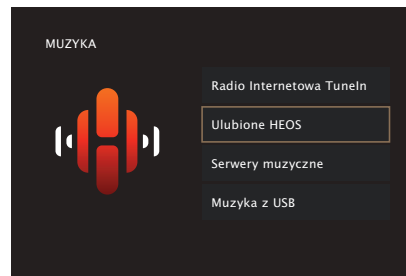 MUZYKA
Radio Internetowa TuneIn
Ulubione HEOS
Serwery muzyczne
Muzyka z USB